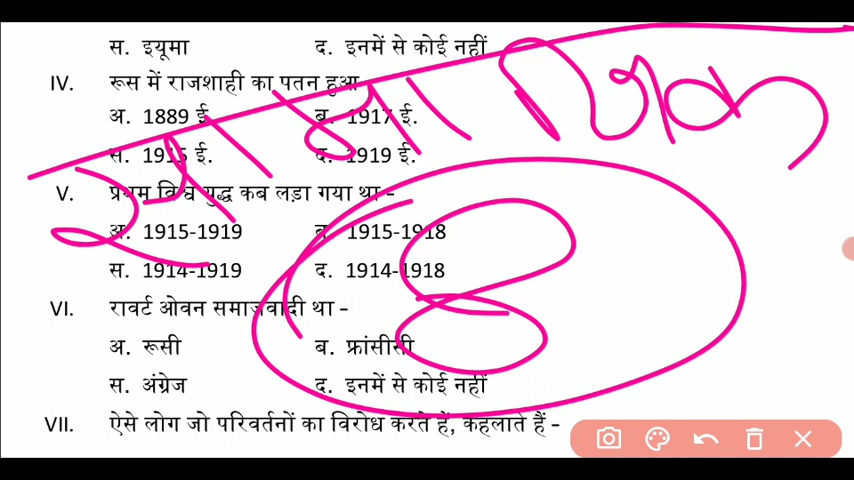 स. इयूमा द. इनमें से कोई नहीं
IV. रूस में राजशाही का पतन हुआ
अ. 1889 ई. ब. 1917 ई.
स. 1915 ई. द. 1919 ई.
V. प्रथम विश्व युद्ध कब लड़ा गया था -
अ. 1915-1919 ब. 1915-1918
स. 1914-1919 द. 1914-1918
VI. रावर्ट ओवन समाजवादी था -
अ. रूसी ब. फ्रांसीसी
स. अंग्रेज द. इनमें से कोई नहीं
VII. ऐसे लोग जो परिवर्तनों का विरोध करते हैं, कहलाते हैं -